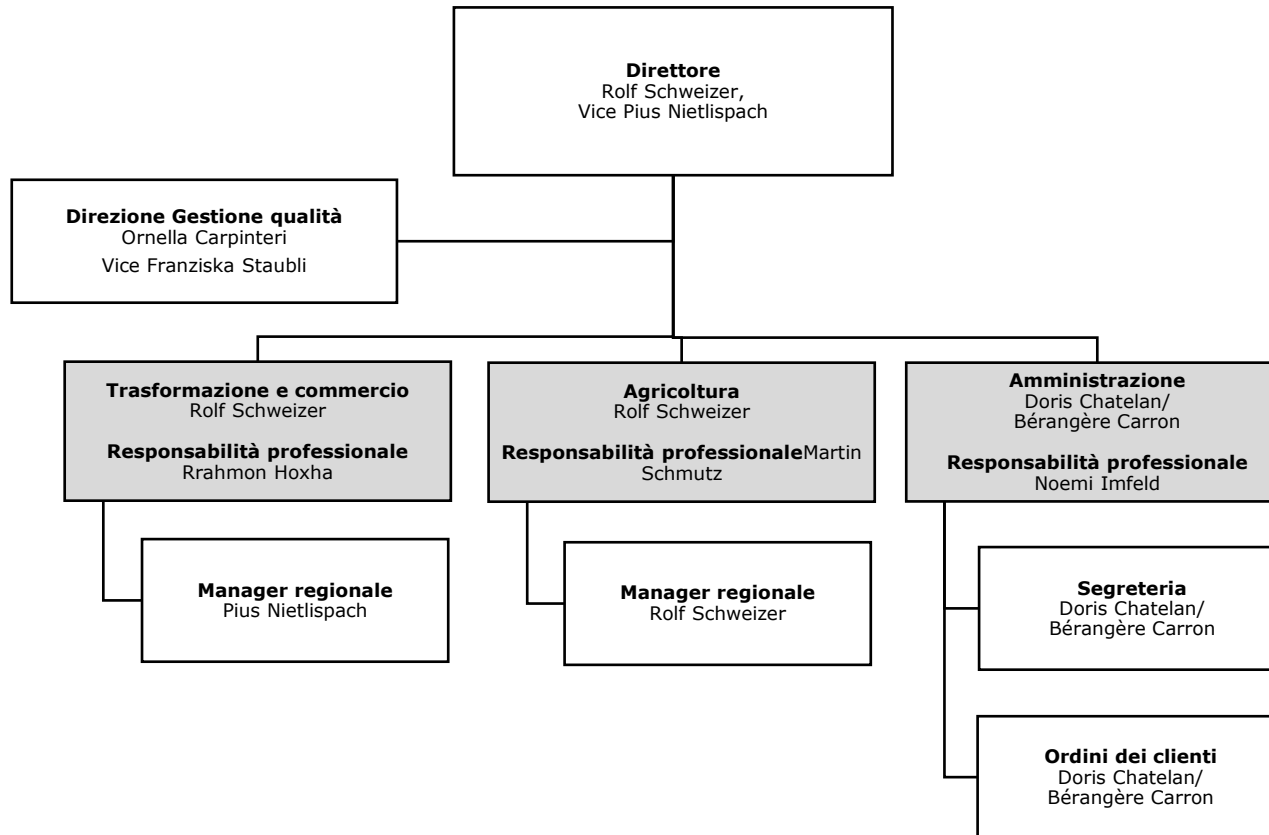 Direttore
Rolf Schweizer,
Vice Pius Nietlispach
Direzione Gestione qualità
Ornella Carpinteri
Vice Franziska Staubli
Trasformazione e commercio
Rolf Schweizer
Responsabilità professionale
Rrahmon Hoxha
Agricoltura
Rolf Schweizer
Responsabilità professionaleMartin
Schmutz
Amministrazione
Doris Chatelan/
Bérangère Carron
Responsabilità professionale
Noemi Imfeld
Manager regionale
Pius Nietlispach
Manager regionale
Rolf Schweizer
Segreteria
Doris Chatelan/
Bérangère Carron
Ordini dei clienti
Doris Chatelan/
Bérangère Carron